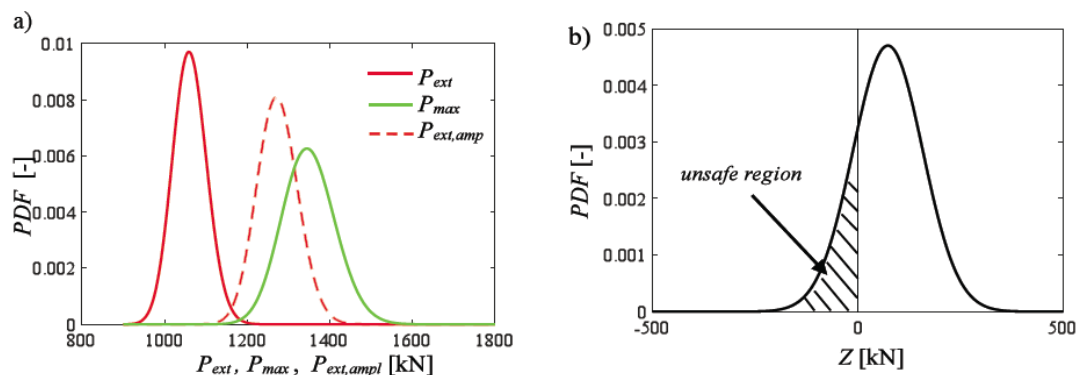 a)
0.01
0.008
0.006
0.004
0.002
0
PDF [-]
800 1000 1200 1400 1600 1800
P_ext, P_max, P_ext,ampl [kN]
P_ext
P_max
P_ext,amp
b)
0.005
0.004
0.003
0.002
0.001
0
PDF [-]
unsafe region
-500 0 500
Z [kN]